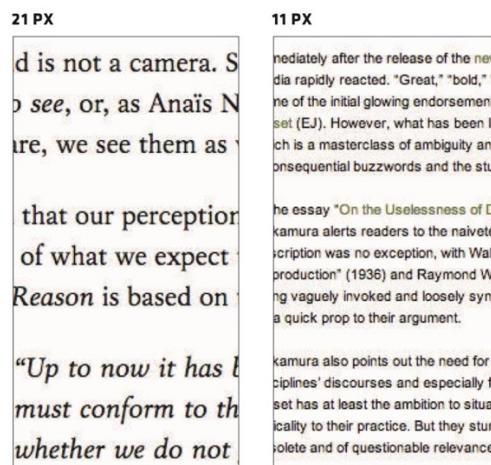 21 PX
d is not a camera. S
see, or, as Anaïs N
re, we see them as
that our perception
of what we expect
Reason is based on
“Up to now it has
must conform to th
whether we do not
11 PX
mediately after the release of the
dia rapidly reacted. “Great,” “bold,”
ne of the initial glowing endorsemen
set (EJ). However, what has been
ch is a masterclass of ambiguity an
onsequential buzzwords and the stu
he essay “On the Uselessness of D
kamura alerts readers to the naivete
cription was no exception, with Wal
production” (1936) and Raymond W
ng vaguely invoked and loosely syn
a quick prop to their argument.
kamura also points out the need for
ciplines’ discourses and especially f
set has at least the ambition to situa
icality to their practice. But they stu
solete and of questionable relevance